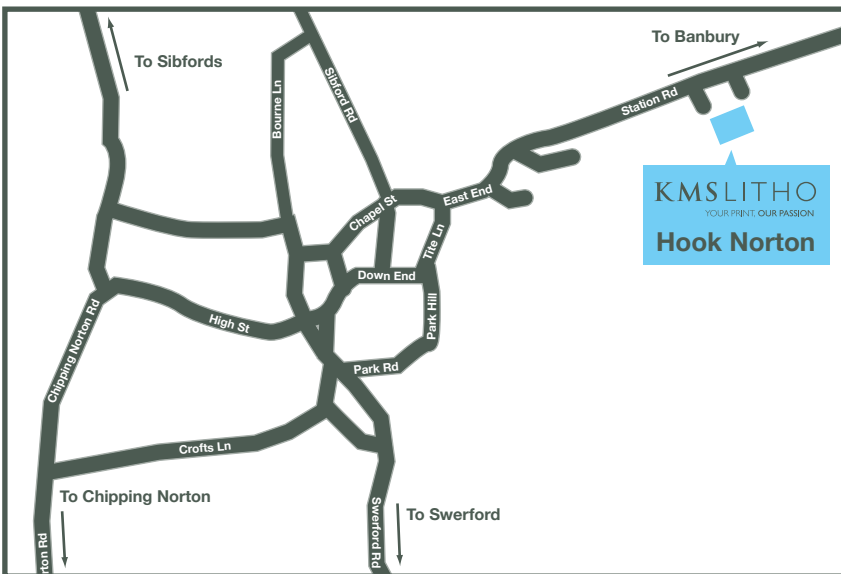 To Sibfords
To Banbury
Sibford Rd
Bourne Ln
Station Rd
KMSLITHO
YOUR PRINT, OUR PASSION
Hook Norton
East End
Chapel St
Tite Ln
Down End
Park Hill
High St
Chipping Norton Rd
Park Rd
Crofts Ln
To Chipping Norton
To Swerford
Swerford Rd
rton Rd